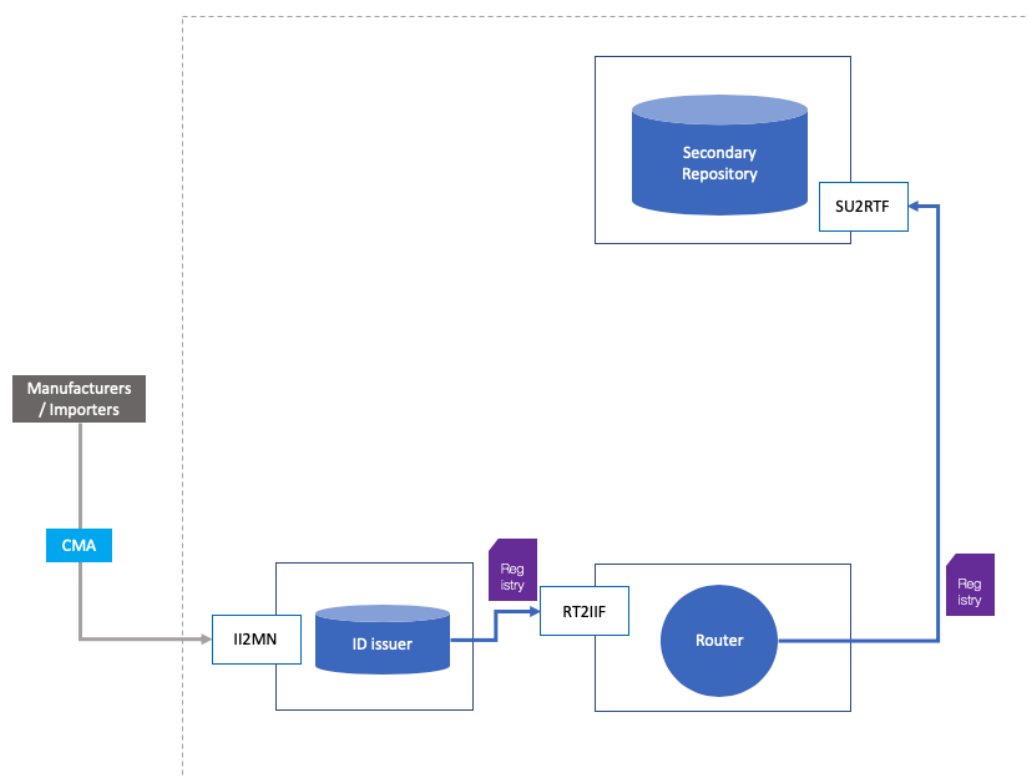 Secondary
Repository
SU2RTF
Manufacturers
/ Importers
CMA
Reg
istry
Reg
istry
II2MN
ID issuer
RT2IIF
Router